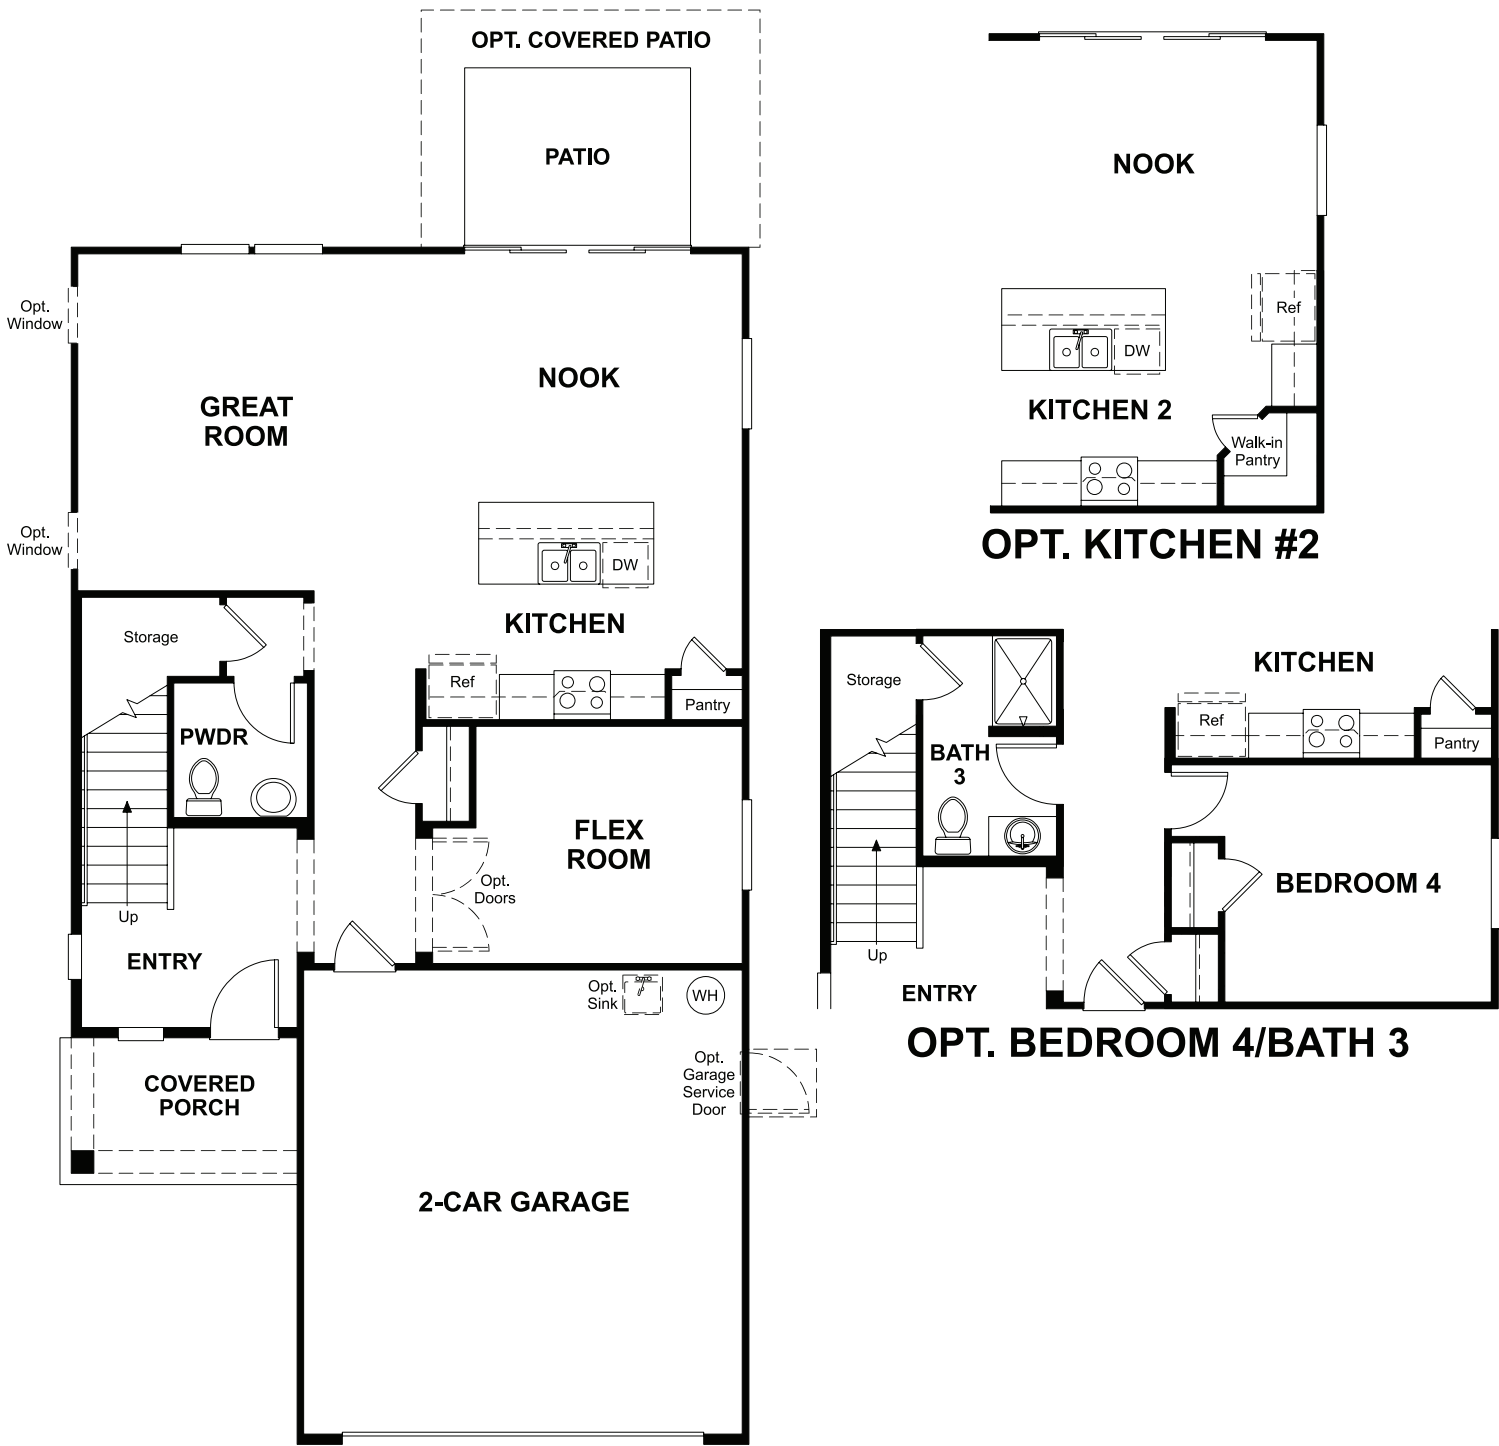 OPT. COVERED PATIO
PATIO
Opt.
Window
GREAT
ROOM
NOOK
Opt.
Window
DW
KITCHEN
Storage
Ref
Pantry
PWDR
FLEX
ROOM
Opt.
Doors
Up
ENTRY
Opt.
Sink
WH
Opt.
Garage
Service
Door
COVERED
PORCH
2-CAR GARAGE
NOOK
Ref
DW
KITCHEN 2
Walk-in
Pantry
OPT. KITCHEN #2
Storage
KITCHEN
Ref
Pantry
BATH
3
BEDROOM 4
Up
ENTRY
OPT. BEDROOM 4/BATH 3